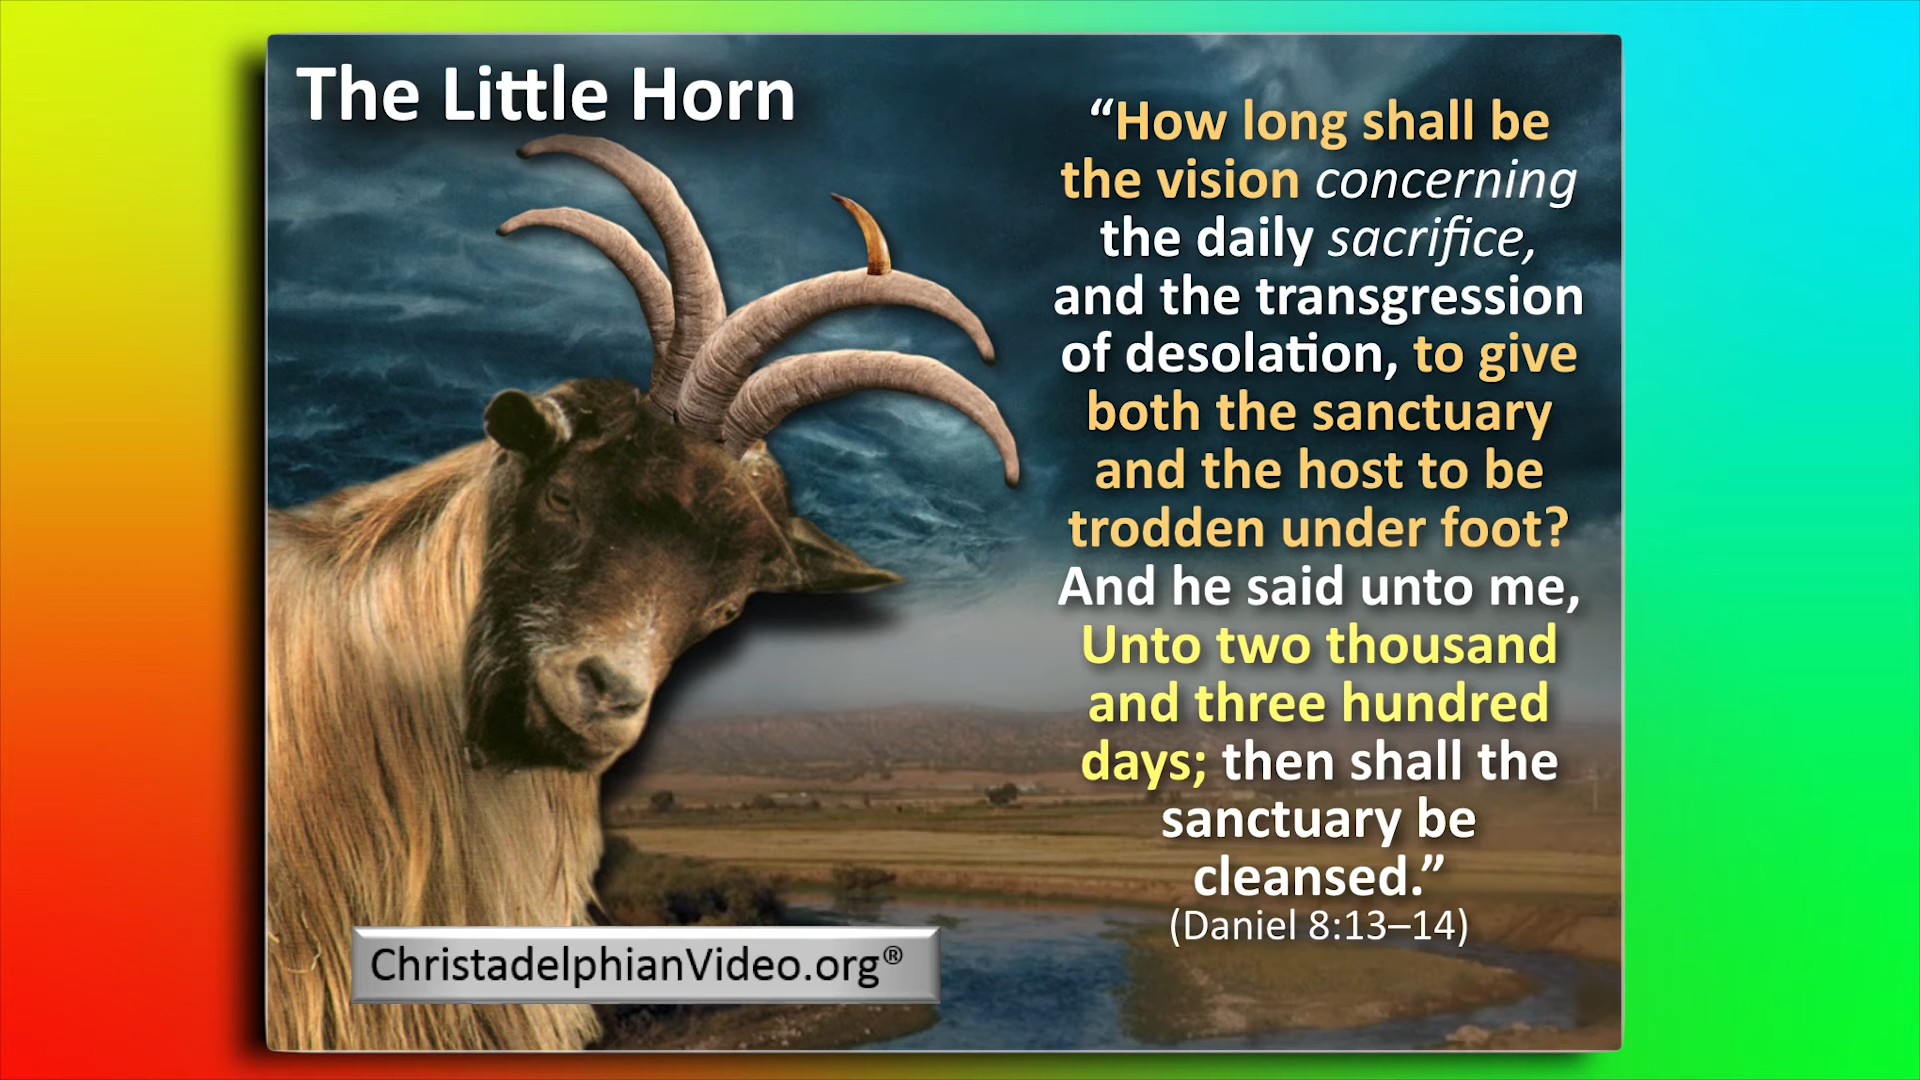 The Little Horn
“How long shall be
the vision concerning
the daily sacrifice,
and the transgression
of desolation, to give
both the sanctuary
and the host to be
trodden under foot?
And he said unto me,
Unto two thousand
and three hundred
days; then shall the
sanctuary be
cleansed.”
(Daniel 8:13–14)
ChristadelphianVideo.org®